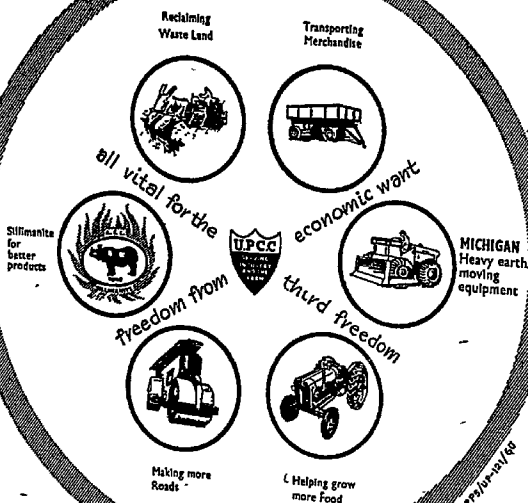 Reclaiming
Waste Land
Transporting
Merchandise
all vital for the
economic want
Sillimanite
for
better
products
U.P.C.C
MICHIGAN
Heavy earth
moving
equipment
freedom from
third freedom
Making more
Roads
Helping grow
more Food